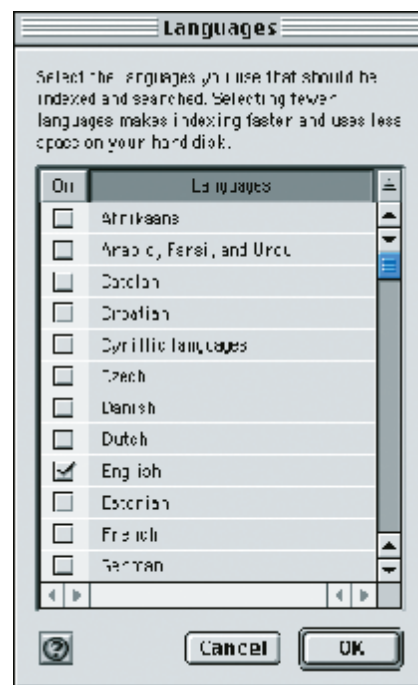 Languages
Select the languages you use that should be
indexed and searched. Selecting fewer
languages makes indexing faster and uses less
space on your hard disk.
On Languages
Afrikaans
Arabic, Farsi, and Urdu
Catalan
Croatian
Cyrillic languages
Czech
Danish
Dutch
English
Estonian
French
German
?
Cancel OK